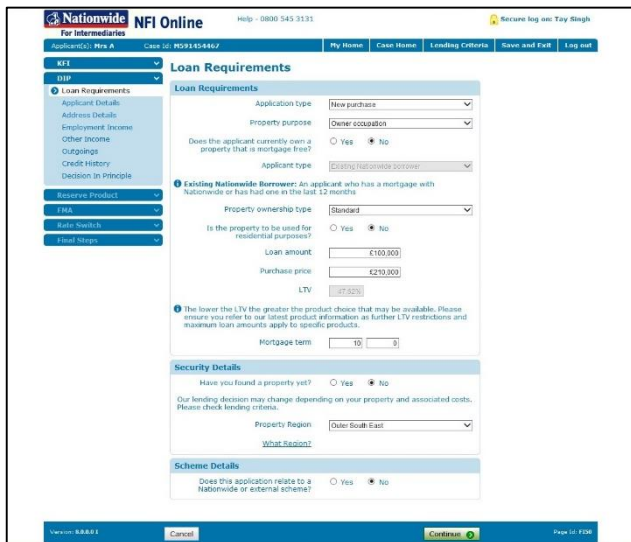 Nationwide
For Intermediaries
NFI Online
Help - 0800 545 3131
Secure log on: Tay Singh
Applicant(s): Mrs A
Case Id: M591454467
My Home
Case Home
Lending Criteria
Save and Exit
Log out
KFI
DIP
Loan Requirements
Applicant Details
Address Details
Employment Income
Other Income
Outgoings
Credit History
Decision In Principle
Reserve Product
FMA
Rate Switch
Final Steps
Loan Requirements
Loan Requirements
Application type
New purchase
Property purpose
Owner occupation
Does the applicant currently own a
property that is mortgage free?
Yes
No
Applicant type
Existing Nationwide borrower
Existing Nationwide Borrower: An applicant who has a mortgage with
Nationwide or has had one in the last
12 months
Property ownership type
Standard
Is the property to be used for
residential purposes?
Yes
No
Loan amount
£100,000
Purchase price
£210,000
LTV
47.62%
The lower the LTV the greater the product choice that may be available. Please
ensure you refer to our latest product information as further LTV restrictions and
maximum loan amounts apply to specific products.
Mortgage term
10
0
Security Details
Have you found a property yet?
Yes
No
Our lending decision may change depending on your property and associated costs.
Please check lending criteria.
Property Region
Outer South East
What Region?
Scheme Details
Does this application relate to a
Nationwide or external scheme?
Yes
No
Version:
Cancel
Continue
Page Id: